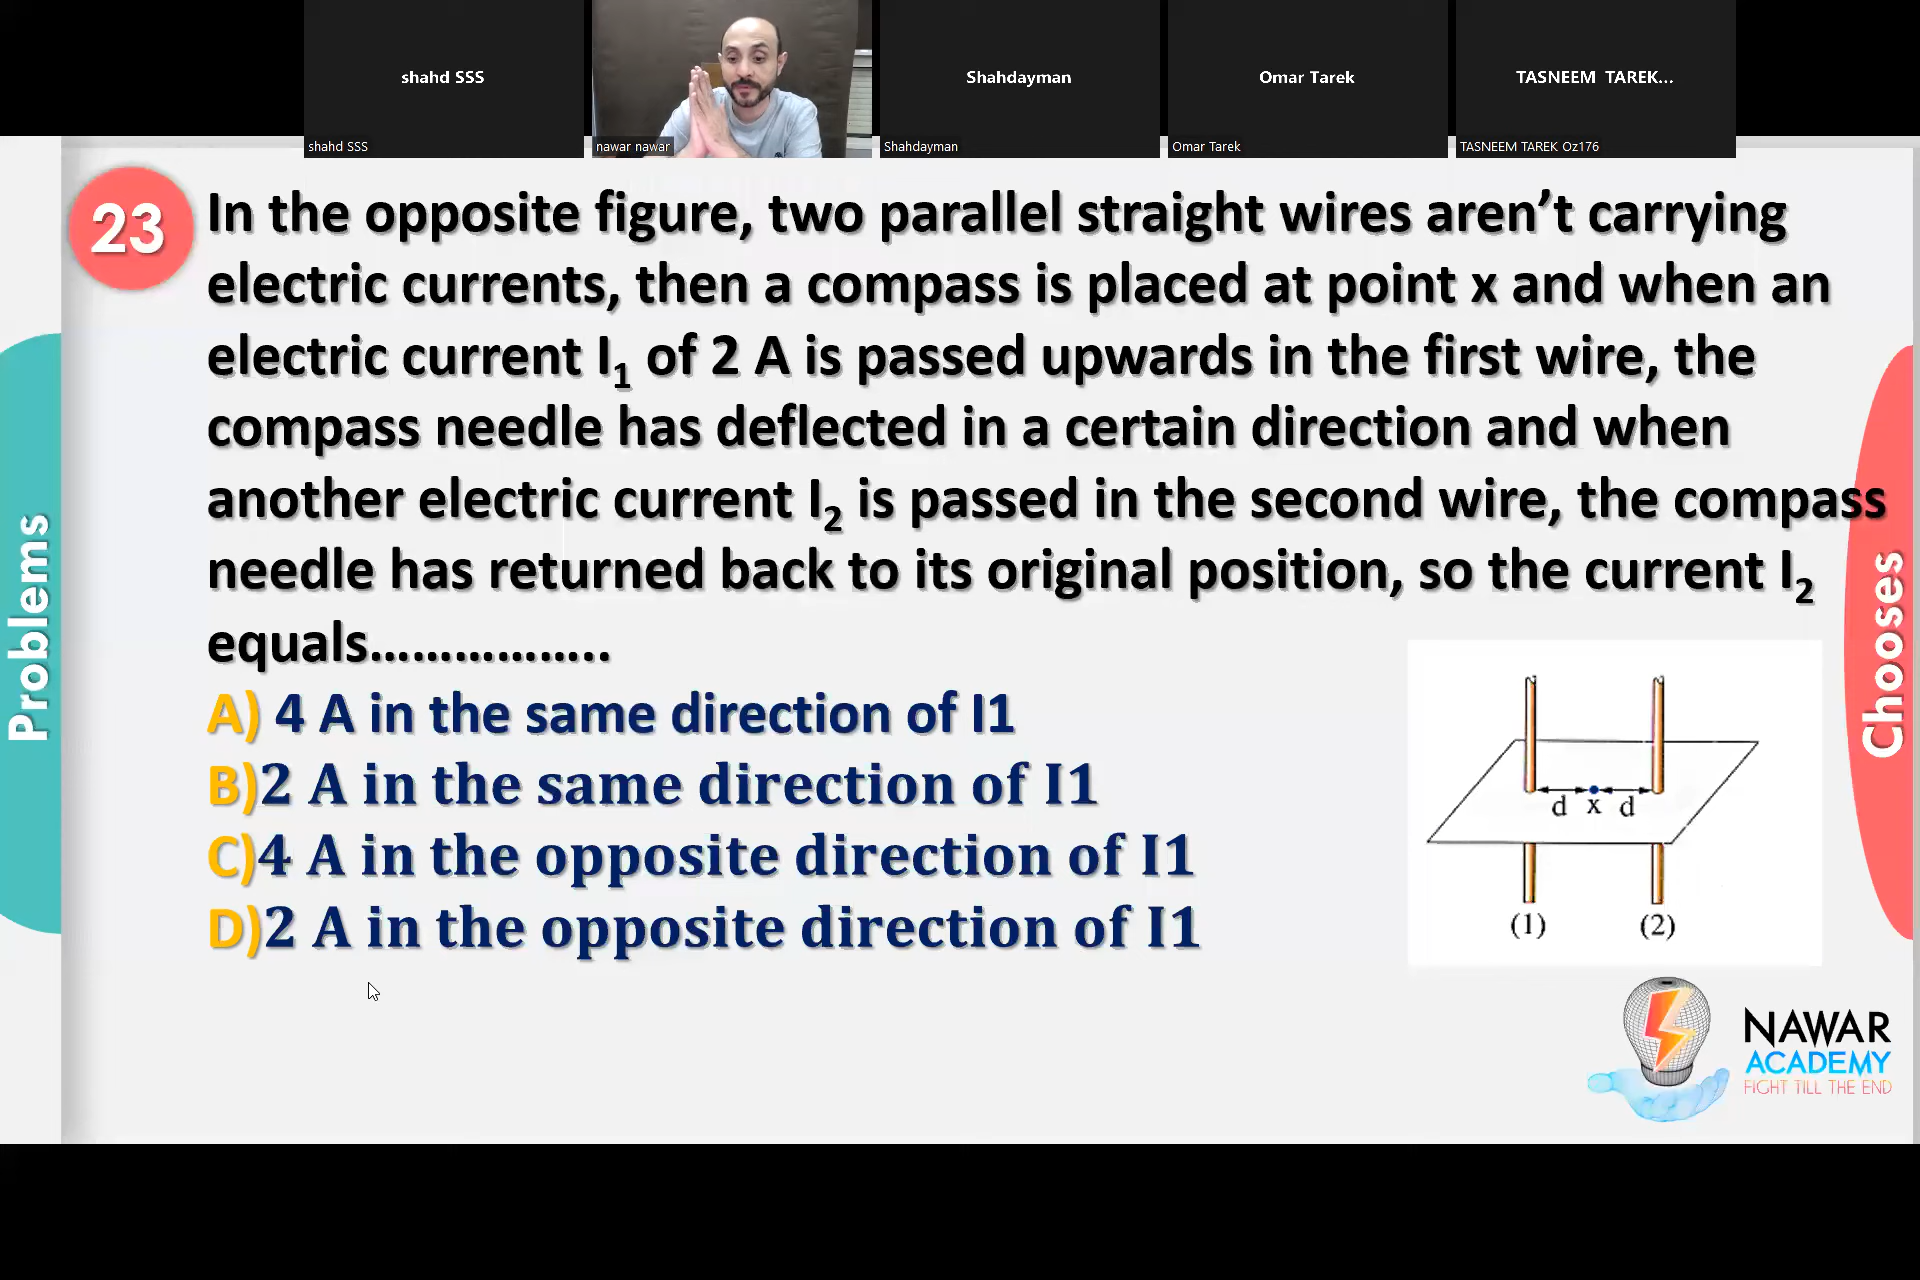 shahd SSS
Shahdayman
Omar Tarek
TASNEEM TAREK...
shahd SSS
nawar nawar
Shahdayman
Omar Tarek
TASNEEM TAREK Oz176
23
In the opposite figure, two parallel straight wires aren’t carrying
electric currents, then a compass is placed at point x and when an
electric current I1 of 2 A is passed upwards in the first wire, the
compass needle has deflected in a certain direction and when
another electric current I2 is passed in the second wire, the compass
needle has returned back to its original position, so the current I2
equals……………..
A) 4 A in the same direction of I1
B)2 A in the same direction of I1
C)4 A in the opposite direction of I1
D)2 A in the opposite direction of I1
d x d
(1) (2)
Problems
Chooses
NAWAR
ACADEMY
FIGHT TILL THE END